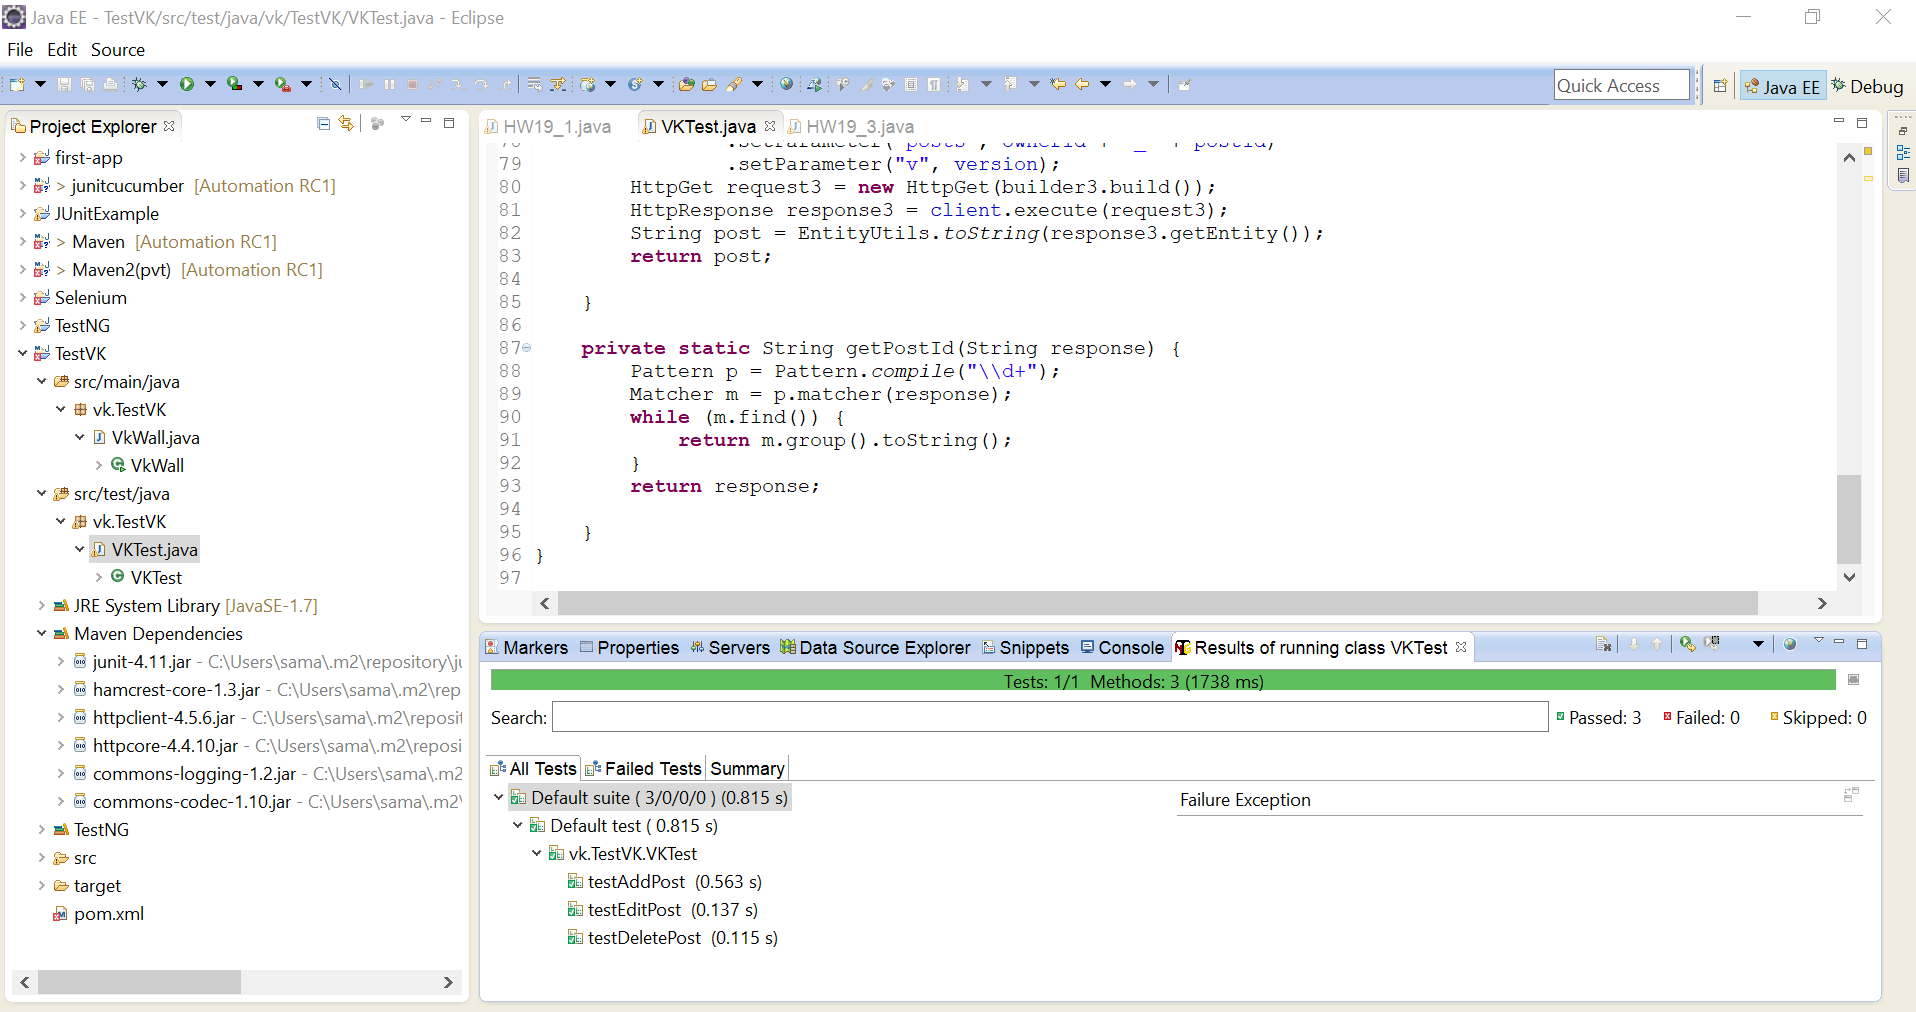 Java EE - TestVK/src/test/java/vk/TestVK/VKTest.java - Eclipse
File Edit Source
Quick Access
Java EE
Debug
Project Explorer
first-app
> junitcucumber [Automation RC1]
JUnitExample
> Maven [Automation RC1]
> Maven2(pvt) [Automation RC1]
Selenium
TestNG
TestVK
src/main/java
vk.TestVK
VkWall.java
VkWall
src/test/java
vk.TestVK
VKTest.java
VKTest
JRE System Library [JavaSE-1.7]
Maven Dependencies
junit-4.11.jar - C:\Users\sama\.m2\repository\ju
hamcrest-core-1.3.jar - C:\Users\sama\.m2\rep
httpclient-4.5.6.jar - C:\Users\sama\.m2\reposit
httpcore-4.4.10.jar - C:\Users\sama\.m2\reposi
commons-logging-1.2.jar - C:\Users\sama\.m2
commons-codec-1.10.jar - C:\Users\sama\.m2\
TestNG
src
target
pom.xml
HW19_1.java VKTest.java HW19_3.java
79 .setParameter("v", version);
80 HttpGet request3 = new HttpGet(builder3.build());
81 HttpResponse response3 = client.execute(request3);
82 String post = EntityUtils.toString(response3.getEntity());
83 return post;
84
85 }
86
87 private static String getPostId(String response) {
88 Pattern p = Pattern.compile("\\d+");
89 Matcher m = p.matcher(response);
90 while (m.find()) {
91 return m.group().toString();
92 }
93 return response;
94
95 }
96 }
97
Markers Properties Servers Data Source Explorer Snippets Console Results of running class VKTest
Tests: 1/1 Methods: 3 (1738 ms)
Search: Passed: 3 Failed: 0 Skipped: 0
All Tests Failed Tests Summary
Default suite ( 3/0/0/0 ) (0.815 s)
Default test ( 0.815 s)
vk.TestVK.VKTest
testAddPost (0.563 s)
testEditPost (0.137 s)
testDeletePost (0.115 s)
Failure Exception